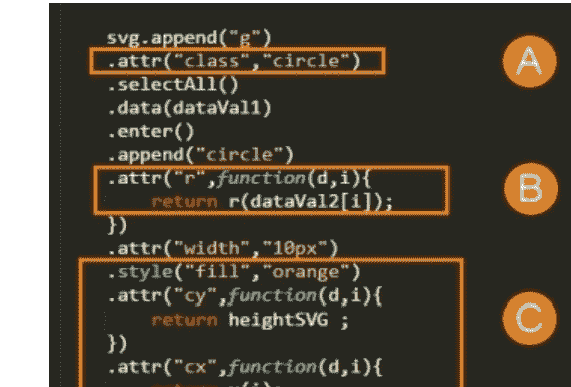 svg.append("g")
.attr("class","circle")
A
.selectAll()
.data(dataVal1)
.enter()
.append("circle")
.attr("r",function(d,i){
B
return r(dataVal2[i]);
})
.attr("width","10px")
.style("fill","orange")
.attr("cy",function(d,i){
return heightSVG ;
C
})
.attr("cx",function(d,i){